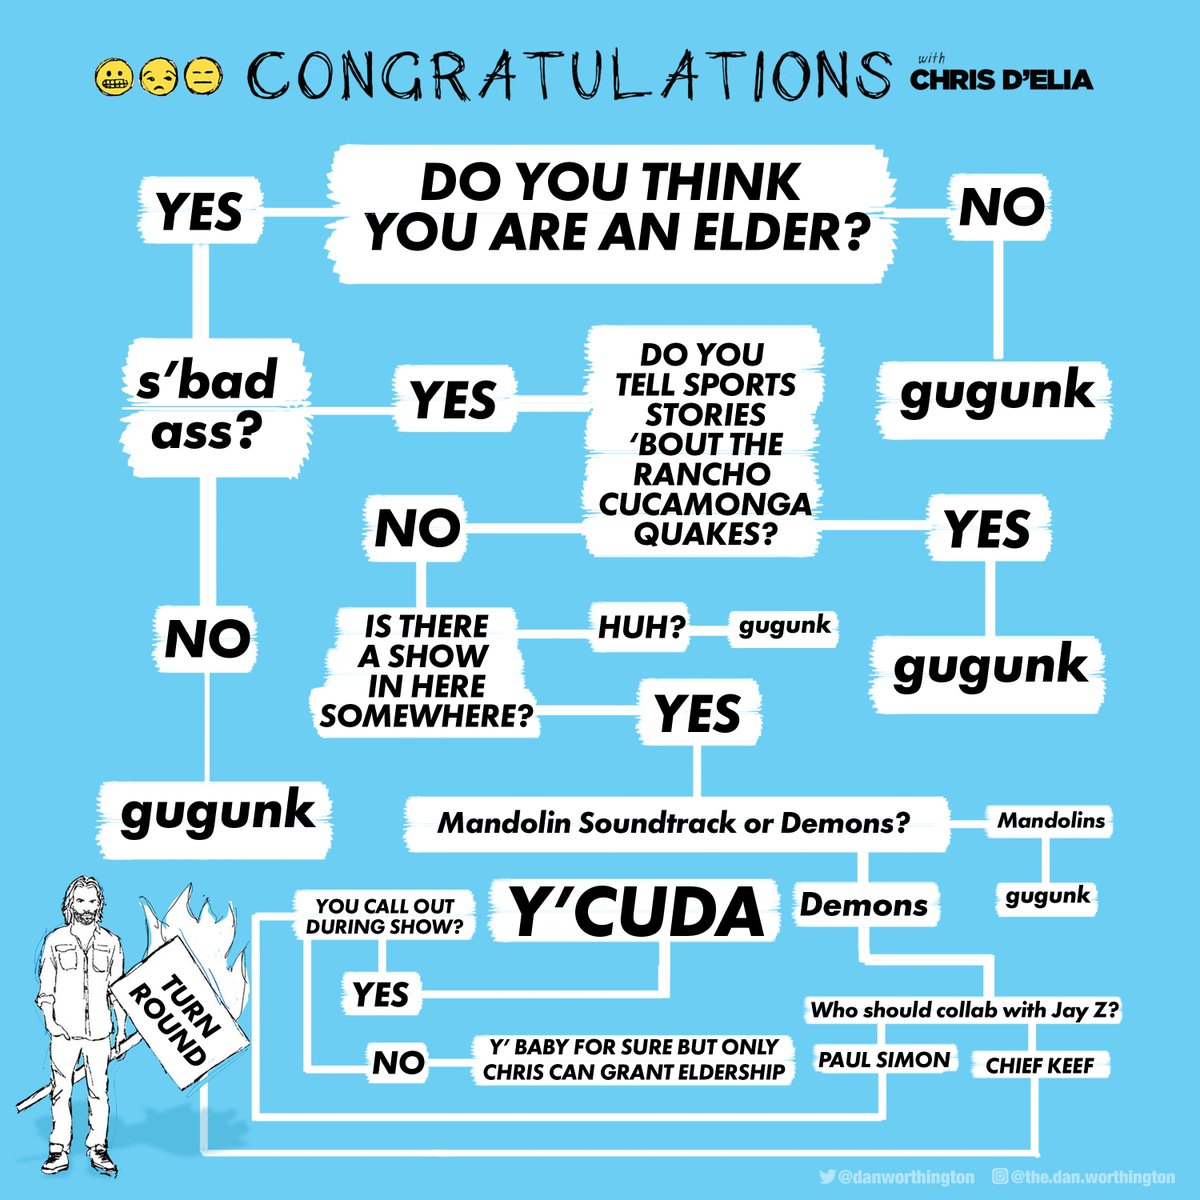 CONGRATULATIONS with CHRIS D'ELIA
DO YOU THINK
YOU ARE AN ELDER?
YES
NO
s'bad
ass?
YES
DO YOU
TELL SPORTS
STORIES
'BOUT THE
RANCHO
CUCAMONGA
QUAKES?
gugunk
NO
YES
NO
IS THERE
A SHOW
IN HERE
SOMEWHERE?
HUH?
gugunk
gugunk
YES
gugunk
Mandolin Soundtrack or Demons?
Mandolins
gugunk
YOU CALL OUT
DURING SHOW?
Y'CUDA
Demons
YES
TURN
ROUND
Who should collab with Jay Z?
NO
Y' BABY FOR SURE BUT ONLY
CHRIS CAN GRANT ELDERSHIP
PAUL SIMON
CHIEF KEEF
@danworthington
@the.dan.worthington